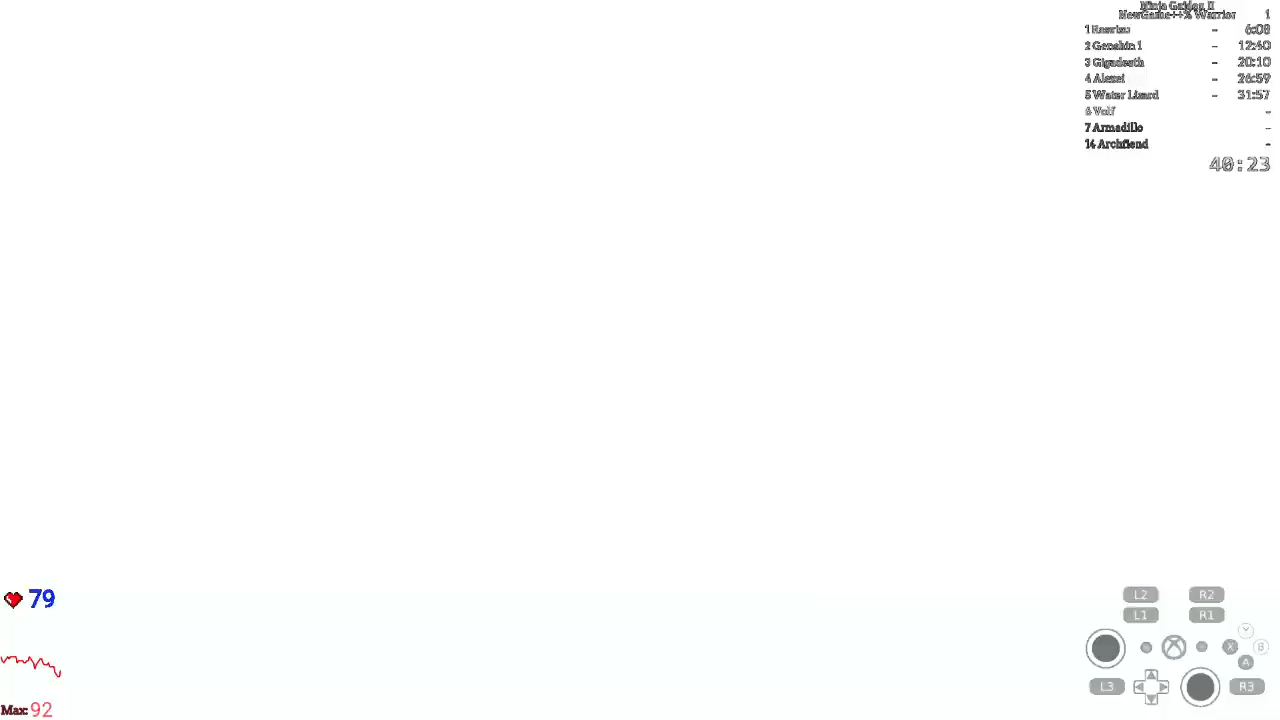 Ninja Gaiden II
NewGame++% Warrior 1
1 Rasetsu - 6:08
2 Genshin 1 - 12:40
3 Gigadeath - 20:10
4 Alexei - 26:59
5 Water Lizard - 31:57
6 Volf -
7 Armadillo -
14 Archfiend -
40:23
79
Max: 92
L2 R2
L1 R1
Y
X B
A
L3 R3